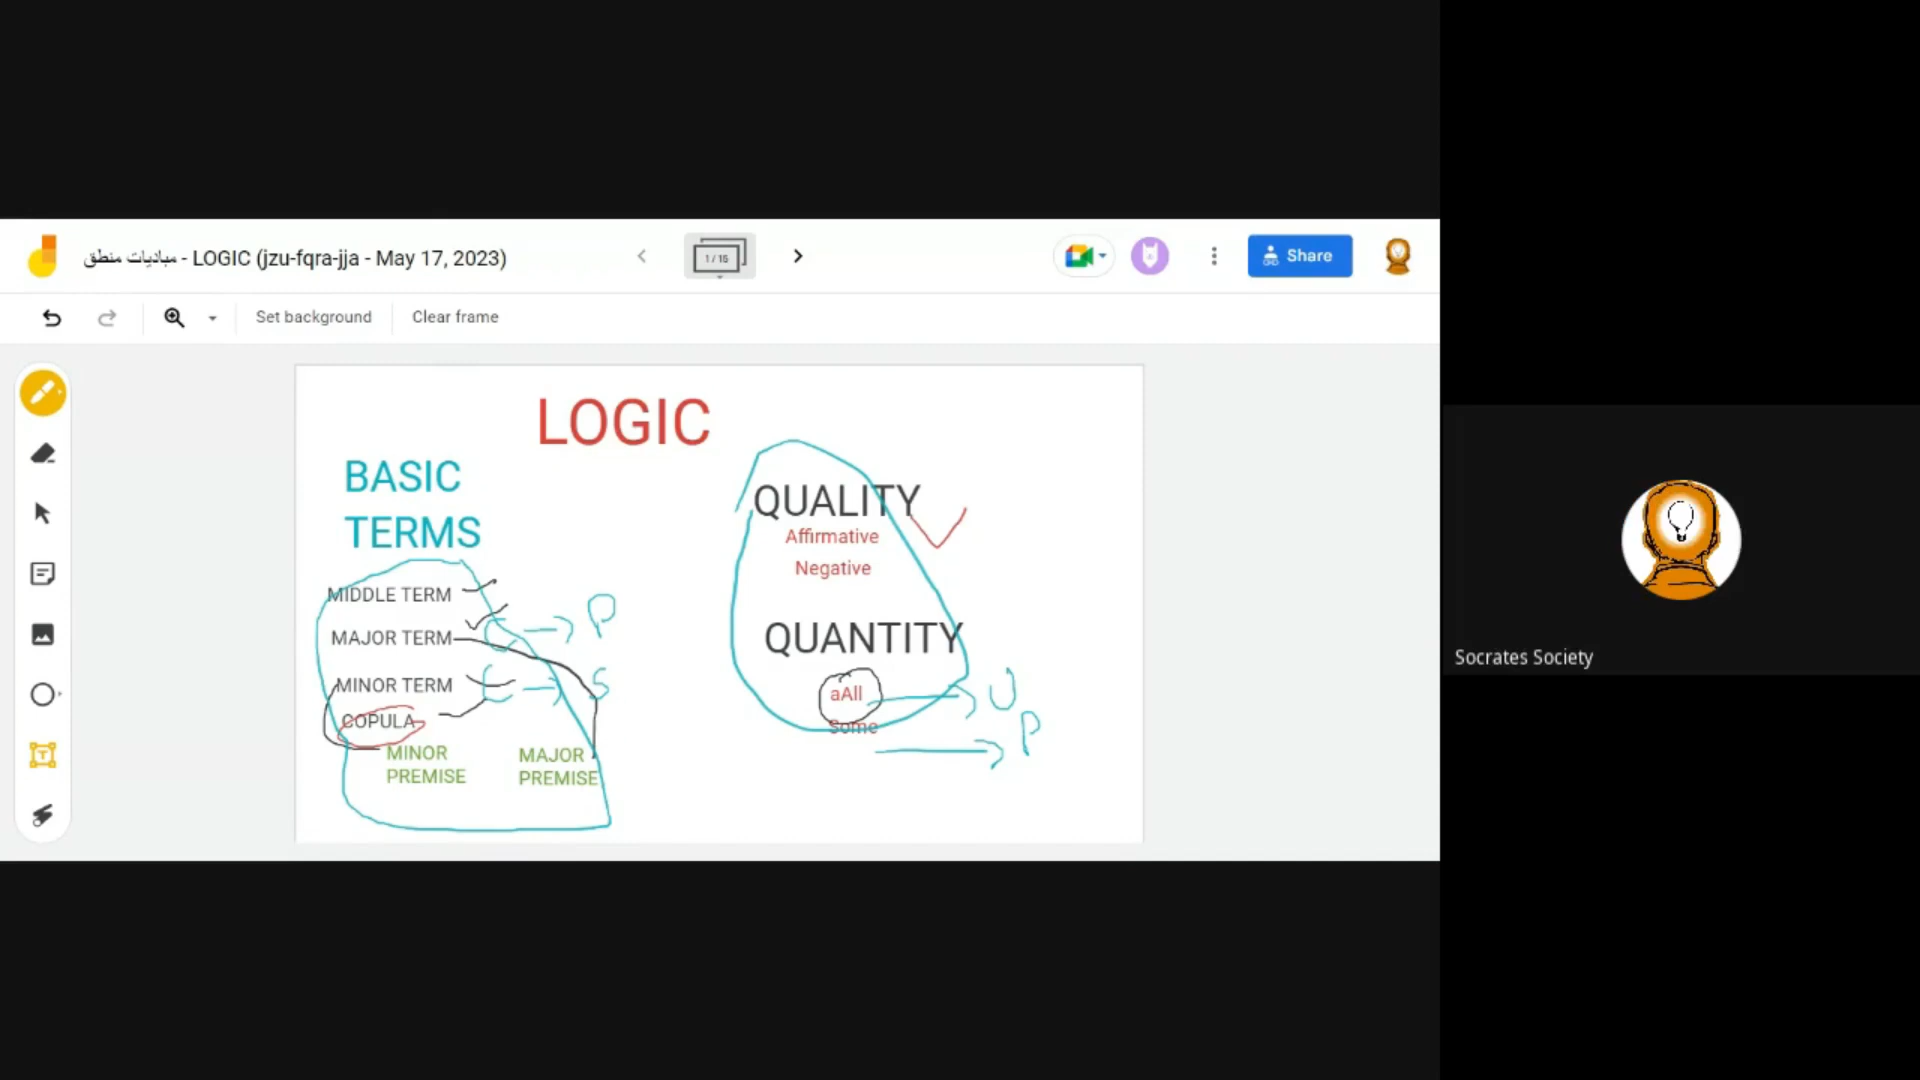 مبادیات منطق - LOGIC (jzu-fqra-jja - May 17, 2023)
1 / 15
Share
Set background
Clear frame
LOGIC
BASIC
TERMS
MIDDLE TERM
MAJOR TERM
P
MINOR TERM
S
COPULA
MINOR
PREMISE
MAJOR
PREMISE
QUALITY
Affirmative
Negative
QUANTITY
aAll
U
Some
P
Socrates Society